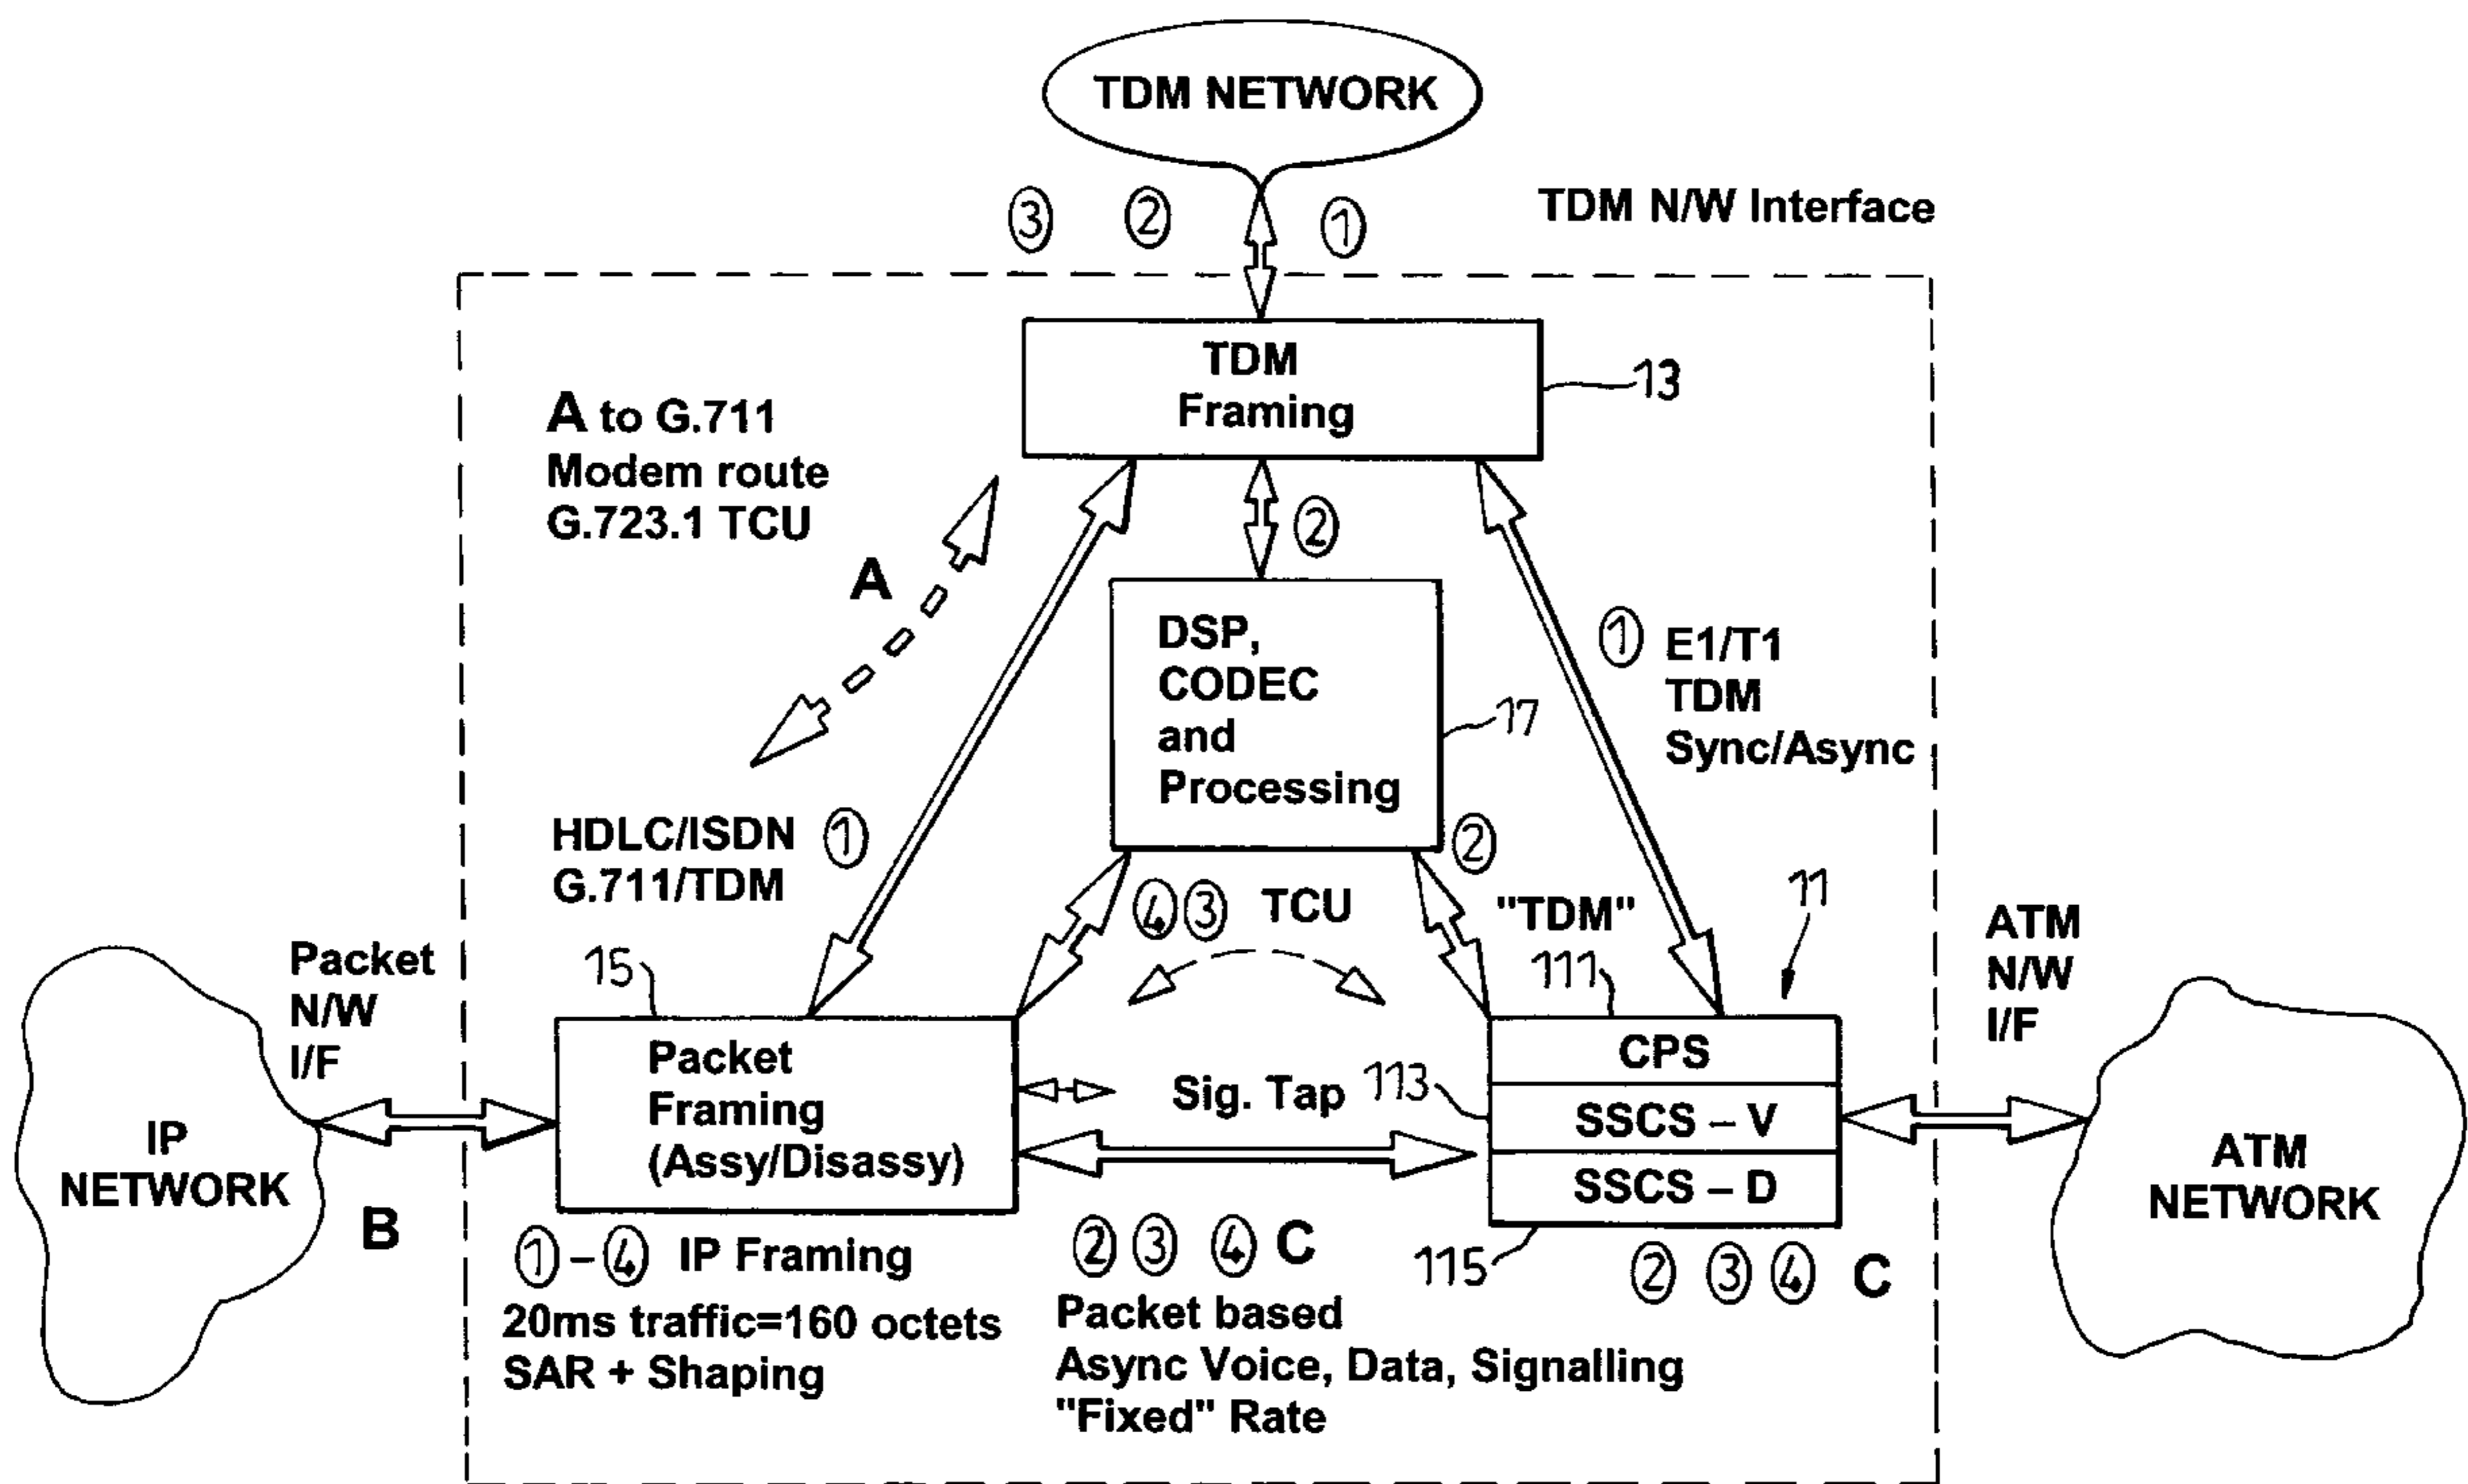 TDM NETWORK
③ ② ①
TDM N/W Interface
TDM
Framing
13
A to G.711
Modem route
G.723.1 TCU
A
②
DSP,
CODEC
and
Processing
17
① E1/T1
TDM
Sync/Async
HDLC/ISDN ①
G.711/TDM
②
④ ③ TCU
"TDM"
11
Packet
N/W
I/F
15
111
ATM
N/W
I/F
IP
NETWORK
B
Packet
Framing
(Assy/Disassy)
Sig. Tap
113
CPS
SSCS – V
SSCS – D
ATM
NETWORK
① – ④ IP Framing
20ms traffic=160 octets
SAR + Shaping
② ③ ④ C
Packet based
Async Voice, Data, Signalling
"Fixed" Rate
115
② ③ ④ C